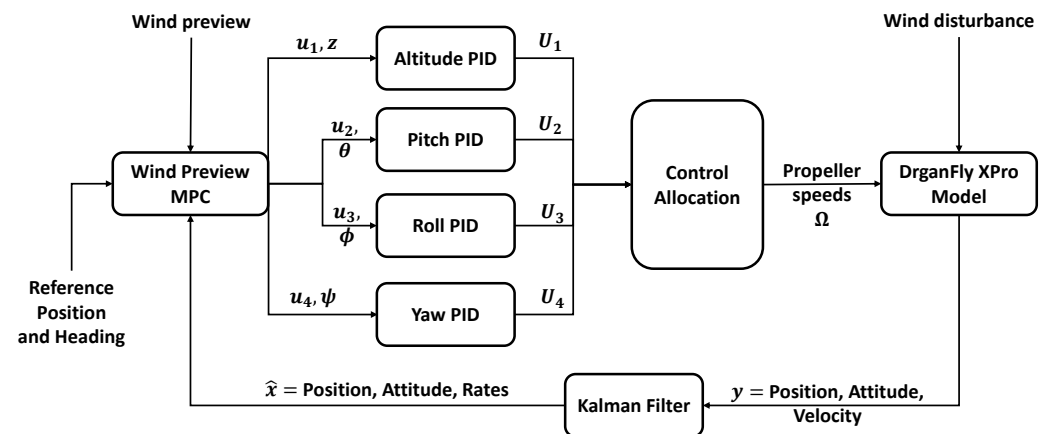 Wind preview
Wind disturbance
u₁, z
Altitude PID
U₁
u₂,
θ
Pitch PID
U₂
Wind Preview
MPC
u₃,
ϕ
Roll PID
U₃
u₄, ψ
Yaw PID
U₄
Control
Allocation
Propeller
speeds
Ω
DrganFly XPro
Model
Reference
Position
and Heading
x̂ = Position, Attitude, Rates
Kalman Filter
y = Position, Attitude,
Velocity